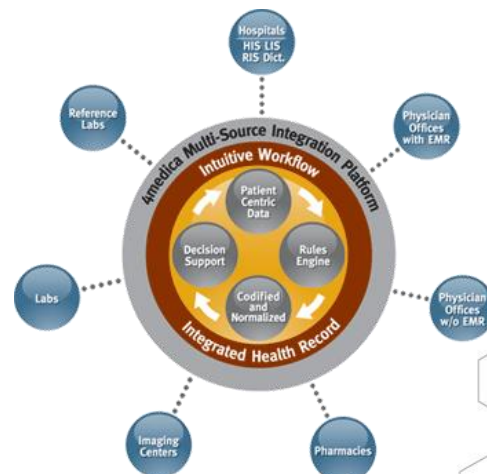 Hospitals
HIS LIS
RIS Dict.
Reference
Labs
Physician
Offices
with EMR
4medica Multi-Source Integration Platform
Intuitive Workflow
Patient
Centric
Data
Decision
Support
Rules
Engine
Codified
and
Normalized
Integrated Health Record
Labs
Physician
Offices
w/o EMR
Imaging
Centers
Pharmacies